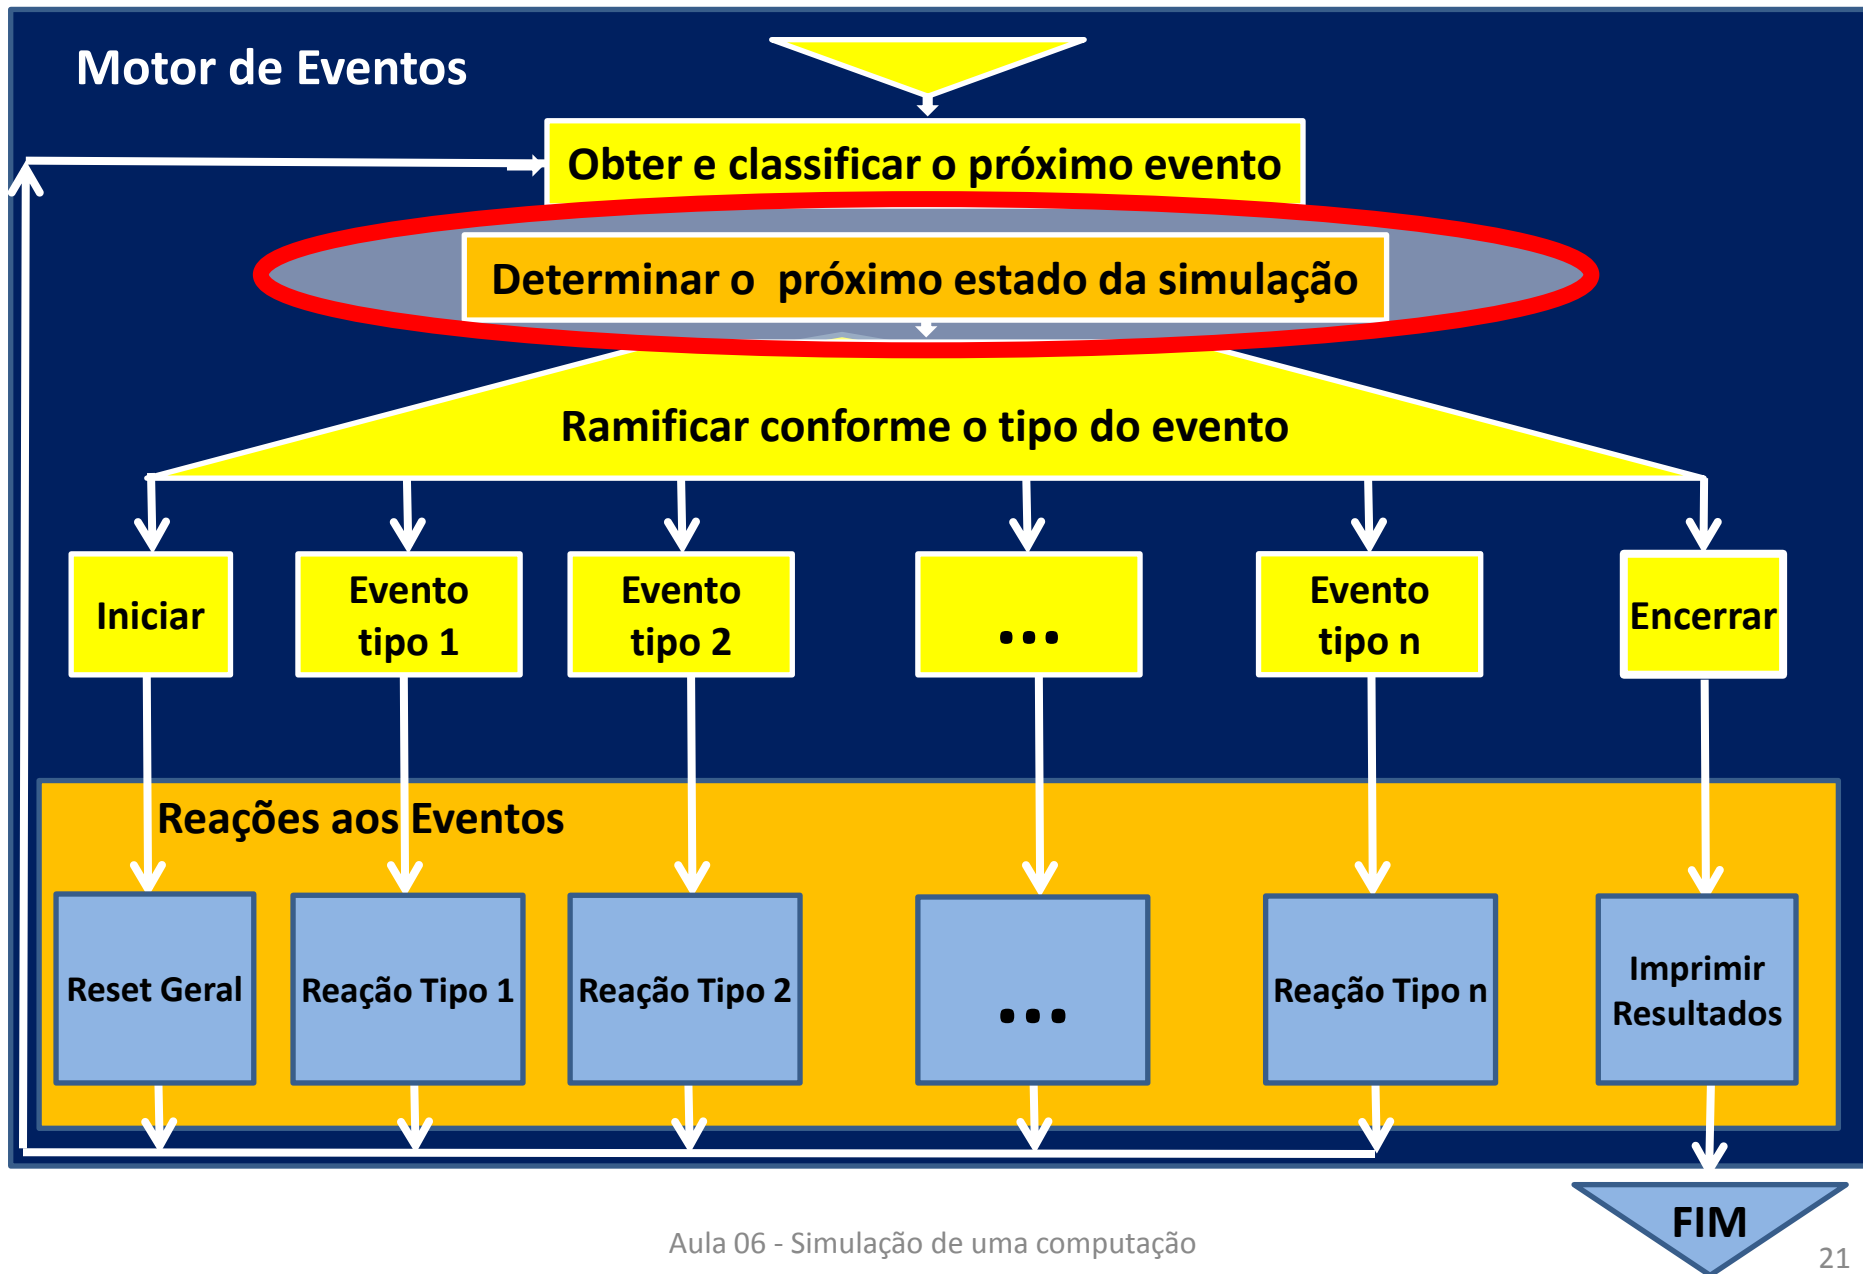 Motor de Eventos
Obter e classificar o próximo evento
Determinar o próximo estado da simulação
Ramificar conforme o tipo do evento
Iniciar
Evento
tipo 1
Evento
tipo 2
...
Evento
tipo n
Encerrar
Reações aos Eventos
Reset Geral
Reação Tipo 1
Reação Tipo 2
...
Reação Tipo n
Imprimir
Resultados
FIM
Aula 06 - Simulação de uma computação
21